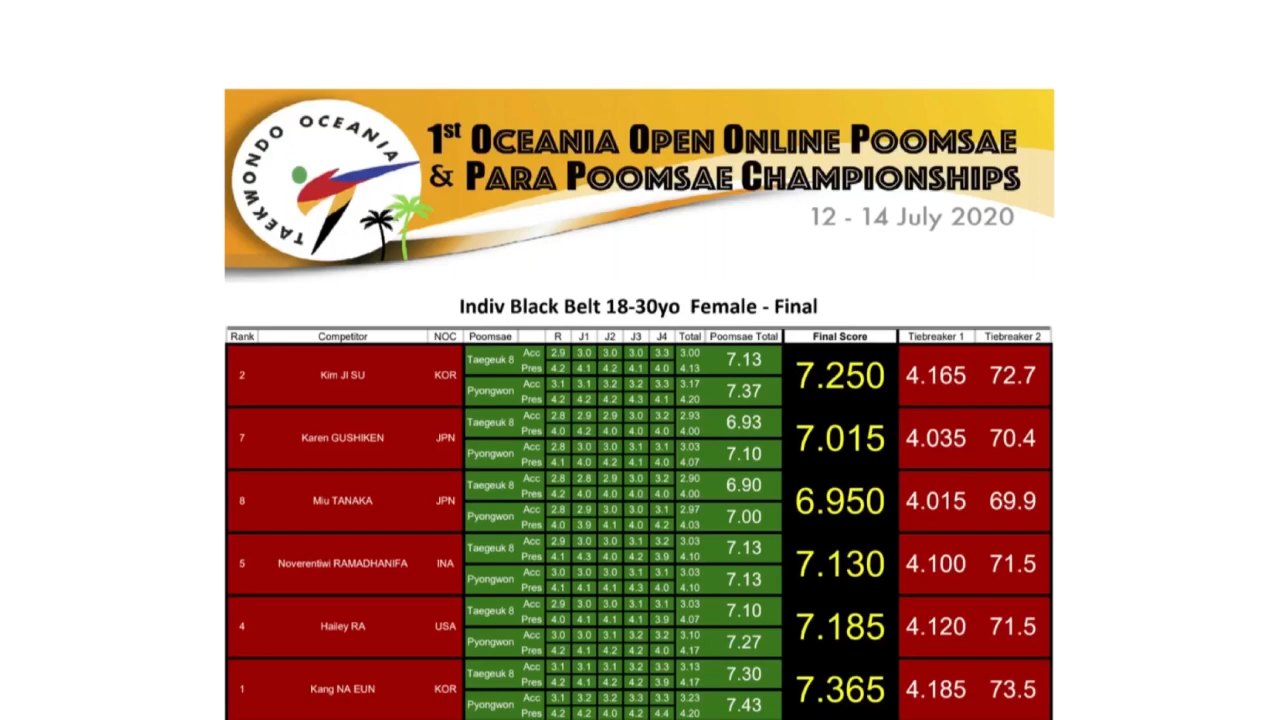 TAEKWONDO OCEANIA
1st OCEANIA OPEN ONLINE POOMSAE
& PARA POOMSAE CHAMPIONSHIPS
12 - 14 July 2020
Indiv Black Belt 18-30yo Female - Final
Rank Competitor NOC Poomsae R J1 J2 J3 J4 Total Poomsae Total Final Score Tiebreaker 1 Tiebreaker 2
2 Kim JI SU KOR 7.250 4.165 72.7
Taegeuk 8 Acc 2.9 3.0 3.0 3.0 3.3 3.00 7.13
Pres 4.2 4.1 4.2 4.1 4.0 4.13
Pyongwon Acc 3.1 3.1 3.2 3.2 3.3 3.17 7.37
Pres 4.2 4.2 4.2 4.3 4.1 4.20
7 Karen GUSHIKEN JPN 7.015 4.035 70.4
Taegeuk 8 Acc 2.8 2.9 2.9 3.0 3.2 2.93 6.93
Pres 4.0 4.2 4.0 4.0 4.0 4.00
Pyongwon Acc 2.8 3.0 3.0 3.1 3.1 3.03 7.10
Pres 4.1 4.0 4.2 4.1 4.0 4.07
8 Miu TANAKA JPN 6.950 4.015 69.9
Taegeuk 8 Acc 2.8 2.8 2.9 3.0 3.2 2.90 6.90
Pres 4.2 4.0 4.0 4.0 4.0 4.00
Pyongwon Acc 2.8 2.9 3.0 3.0 3.1 2.97 7.00
Pres 4.0 3.9 4.1 4.0 4.2 4.03
5 Noverentiwi RAMADHANIFA INA 7.130 4.100 71.5
Taegeuk 8 Acc 2.9 3.0 3.0 3.1 3.2 3.03 7.13
Pres 4.1 4.3 4.0 4.2 3.9 4.10
Pyongwon Acc 3.0 3.0 3.0 3.1 3.1 3.03 7.13
Pres 4.1 4.1 4.1 4.3 4.0 4.10
4 Hailey RA USA 7.185 4.120 71.5
Taegeuk 8 Acc 2.9 3.0 3.0 3.1 3.1 3.03 7.10
Pres 4.0 4.1 4.1 4.1 3.9 4.07
Pyongwon Acc 3.0 3.0 3.1 3.2 3.2 3.10 7.27
Pres 4.2 4.1 4.2 4.2 4.0 4.17
1 Kang NA EUN KOR 7.365 4.185 73.5
Taegeuk 8 Acc 3.1 3.1 3.1 3.2 3.3 3.13 7.30
Pres 4.2 4.1 4.2 4.2 3.9 4.17
Pyongwon Acc 3.1 3.2 3.2 3.3 3.3 3.23 7.43
Pres 4.2 4.2 4.0 4.2 4.4 4.20